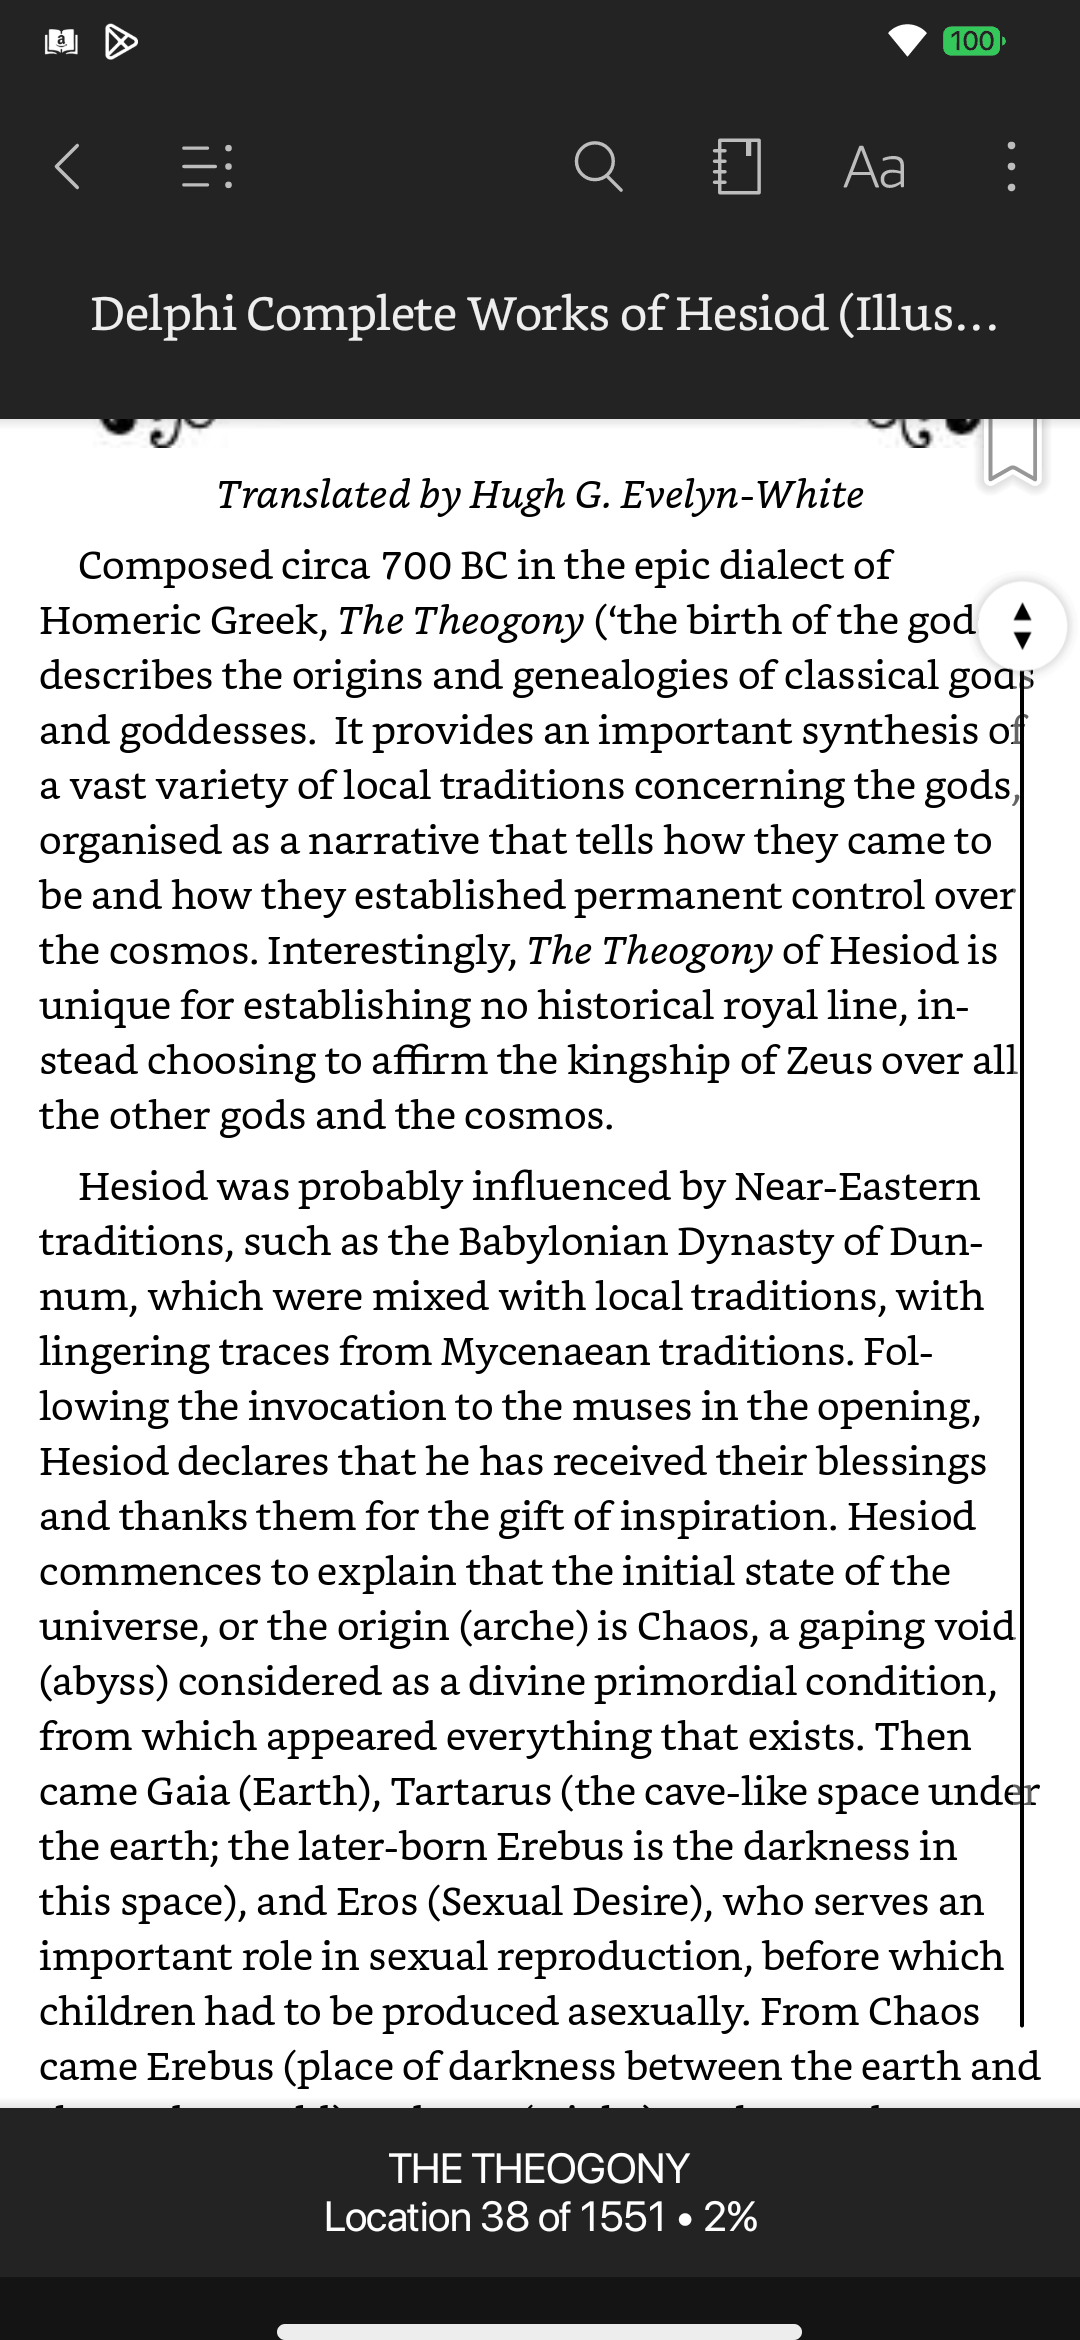 100
Aa
Delphi Complete Works of Hesiod (Illus...
Translated by Hugh G. Evelyn-White
Composed circa 700 BC in the epic dialect of
Homeric Greek, The Theogony (‘the birth of the god
describes the origins and genealogies of classical gods
and goddesses.  It provides an important synthesis of
a vast variety of local traditions concerning the gods,
organised as a narrative that tells how they came to
be and how they established permanent control over
the cosmos. Interestingly, The Theogony of Hesiod is
unique for establishing no historical royal line, in-
stead choosing to affirm the kingship of Zeus over all
the other gods and the cosmos.
Hesiod was probably influenced by Near-Eastern
traditions, such as the Babylonian Dynasty of Dun-
num, which were mixed with local traditions, with
lingering traces from Mycenaean traditions. Fol-
lowing the invocation to the muses in the opening,
Hesiod declares that he has received their blessings
and thanks them for the gift of inspiration. Hesiod
commences to explain that the initial state of the
universe, or the origin (arche) is Chaos, a gaping void
(abyss) considered as a divine primordial condition,
from which appeared everything that exists. Then
came Gaia (Earth), Tartarus (the cave-like space under
the earth; the later-born Erebus is the darkness in
this space), and Eros (Sexual Desire), who serves an
important role in sexual reproduction, before which
children had to be produced asexually. From Chaos
came Erebus (place of darkness between the earth and
THE THEOGONY
Location 38 of 1551 • 2%